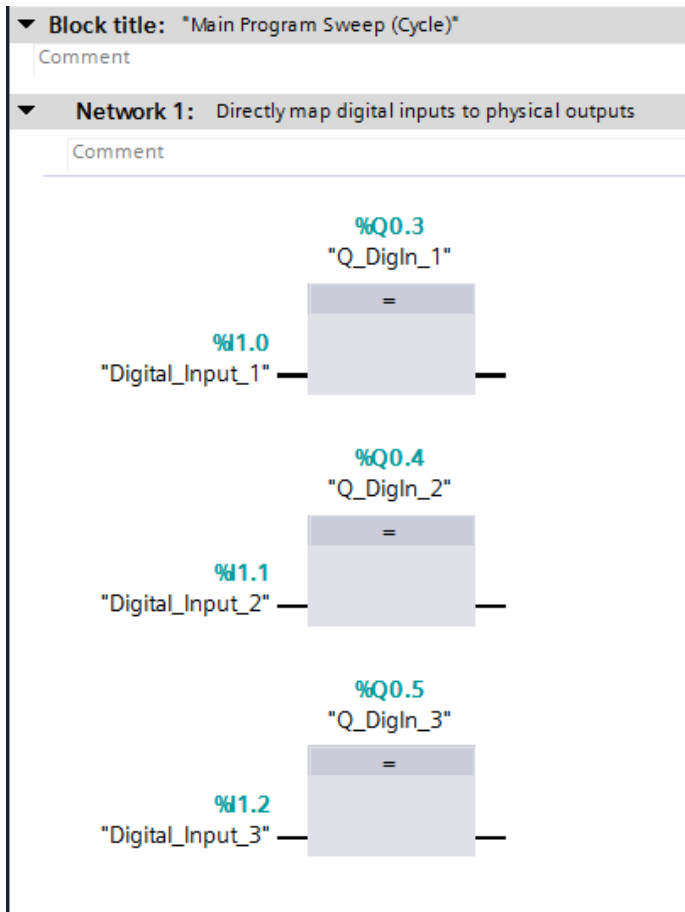 Block title: "Main Program Sweep (Cycle)"
Comment
Network 1: Directly map digital inputs to physical outputs
Comment
%Q0.3
"Q_DigIn_1"
=
%I1.0
"Digital_Input_1"
%Q0.4
"Q_DigIn_2"
=
%I1.1
"Digital_Input_2"
%Q0.5
"Q_DigIn_3"
=
%I1.2
"Digital_Input_3"